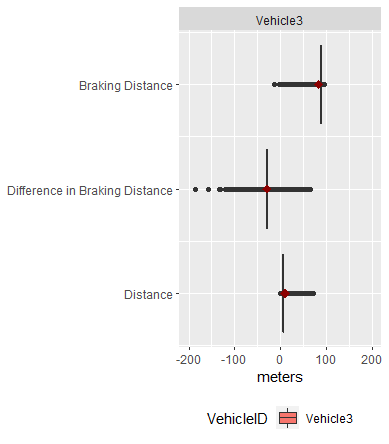 Vehicle3
Braking Distance
Difference in Braking Distance
Distance
-200 -100 0 100 200
meters
VehicleID Vehicle3